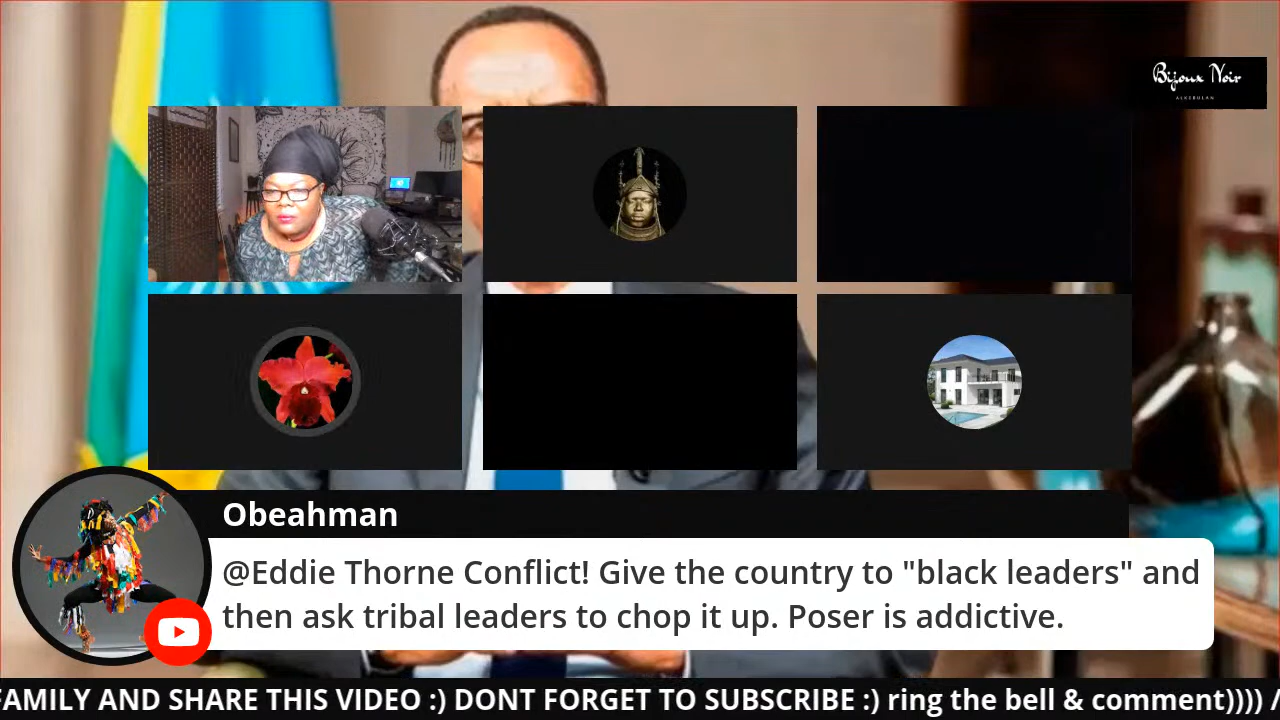 Bijoux Noir
ALKEBULAN
Obeahman
@Eddie Thorne Conflict! Give the country to "black leaders" and
then ask tribal leaders to chop it up. Poser is addictive.
FAMILY AND SHARE THIS VIDEO :) DONT FORGET TO SUBSCRIBE :) ring the bell & comment)))) /